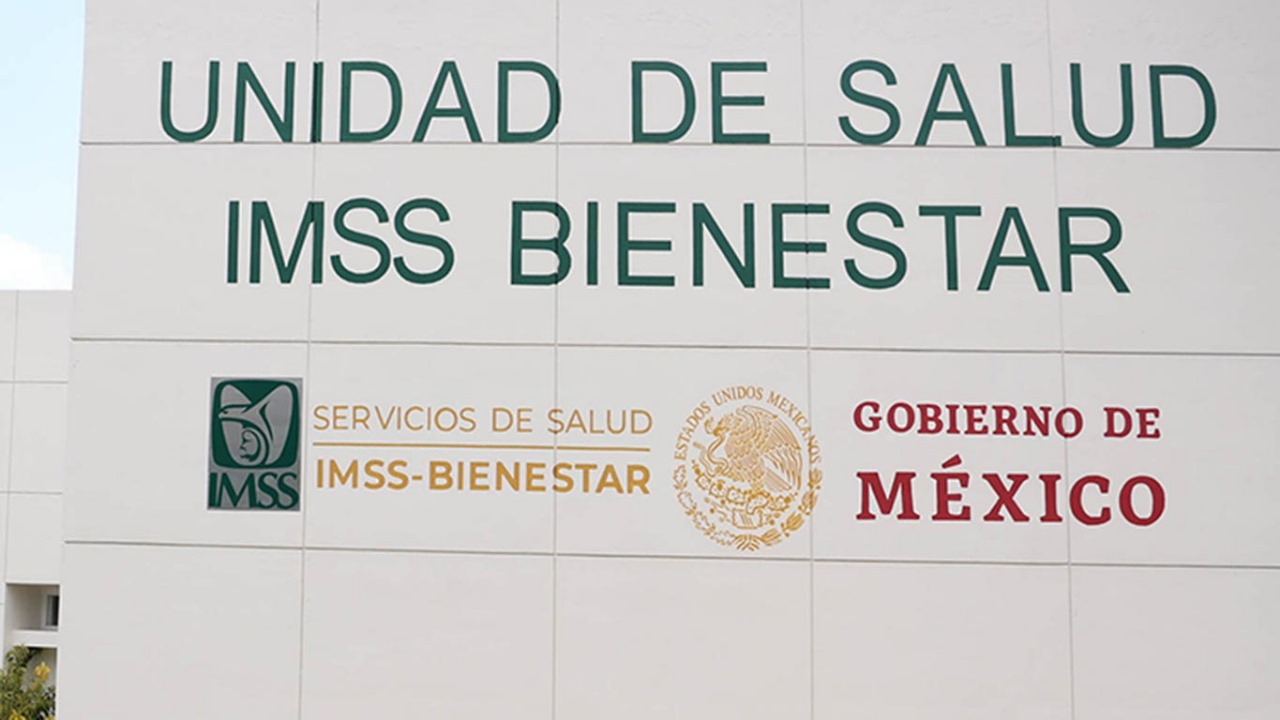 UNIDAD DE SALUD
IMSS BIENESTAR
IMSS
SERVICIOS DE SALUD
IMSS-BIENESTAR
ESTADOS UNIDOS MEXICANOS
GOBIERNO DE
MÉXICO